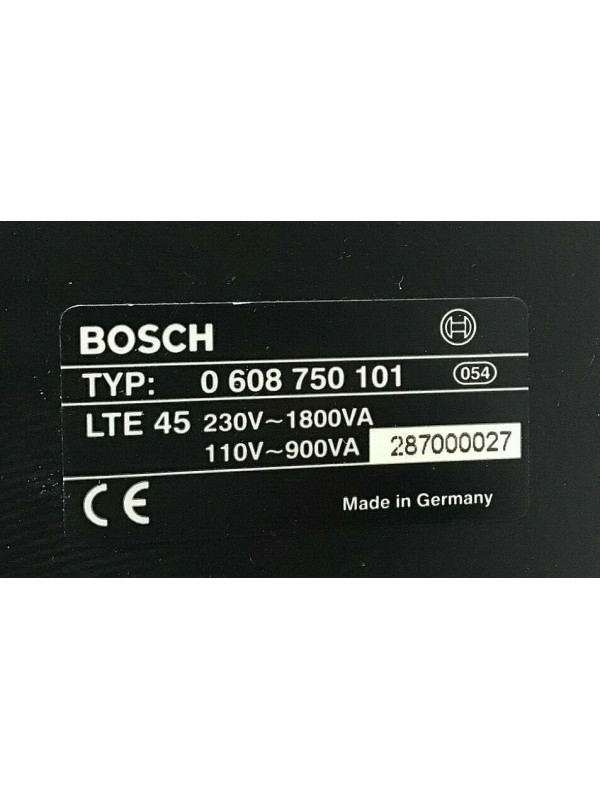 BOSCH
TYP: 0 608 750 101 054
LTE 45 230V~1800VA
110V~900VA 287000027
CE Made in Germany